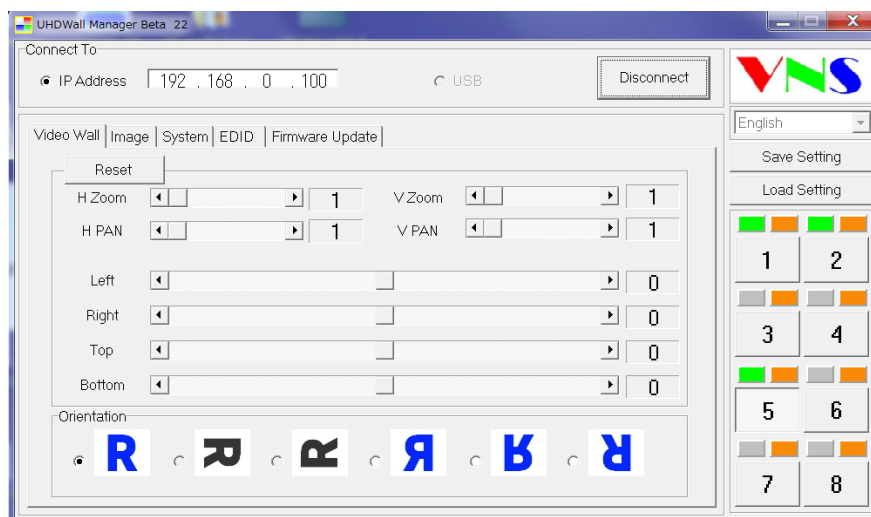 UHDWall Manager Beta 22
Connect To
IP Address 192 . 168 . 0 . 100 USB Disconnect
VNS
English
Save Setting
Load Setting
Video Wall Image System EDID Firmware Update
Reset
H Zoom 1 V Zoom 1
H PAN 1 V PAN 1
Left 0
Right 0
Top 0
Bottom 0
Orientation
R R R R R R
1 2
3 4
5 6
7 8